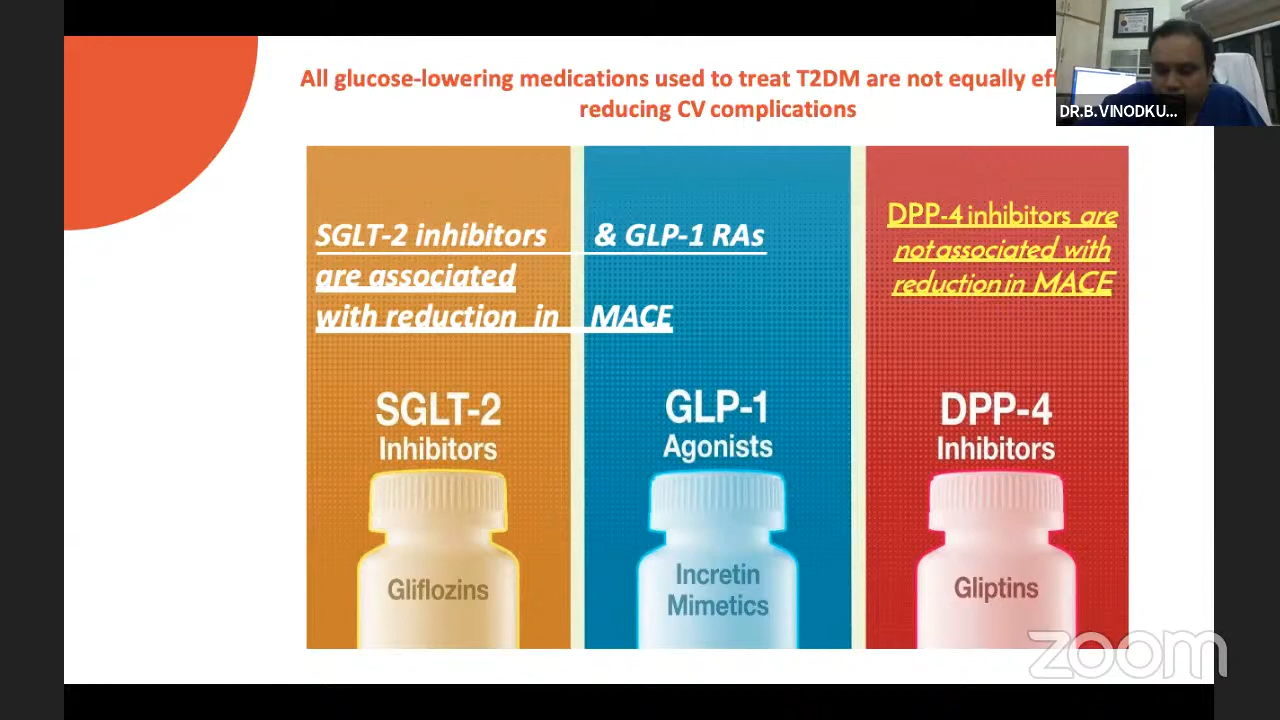 All glucose-lowering medications used to treat T2DM are not equally
reducing CV complications
DR.B.VINODKU...
SGLT-2 inhibitors & GLP-1 RAs
are associated
with reduction in MACE
DPP-4 inhibitors are
not associated with
reduction in MACE
SGLT-2
Inhibitors
GLP-1
Agonists
DPP-4
Inhibitors
Gliflozins
Incretin
Mimetics
Gliptins
zoom